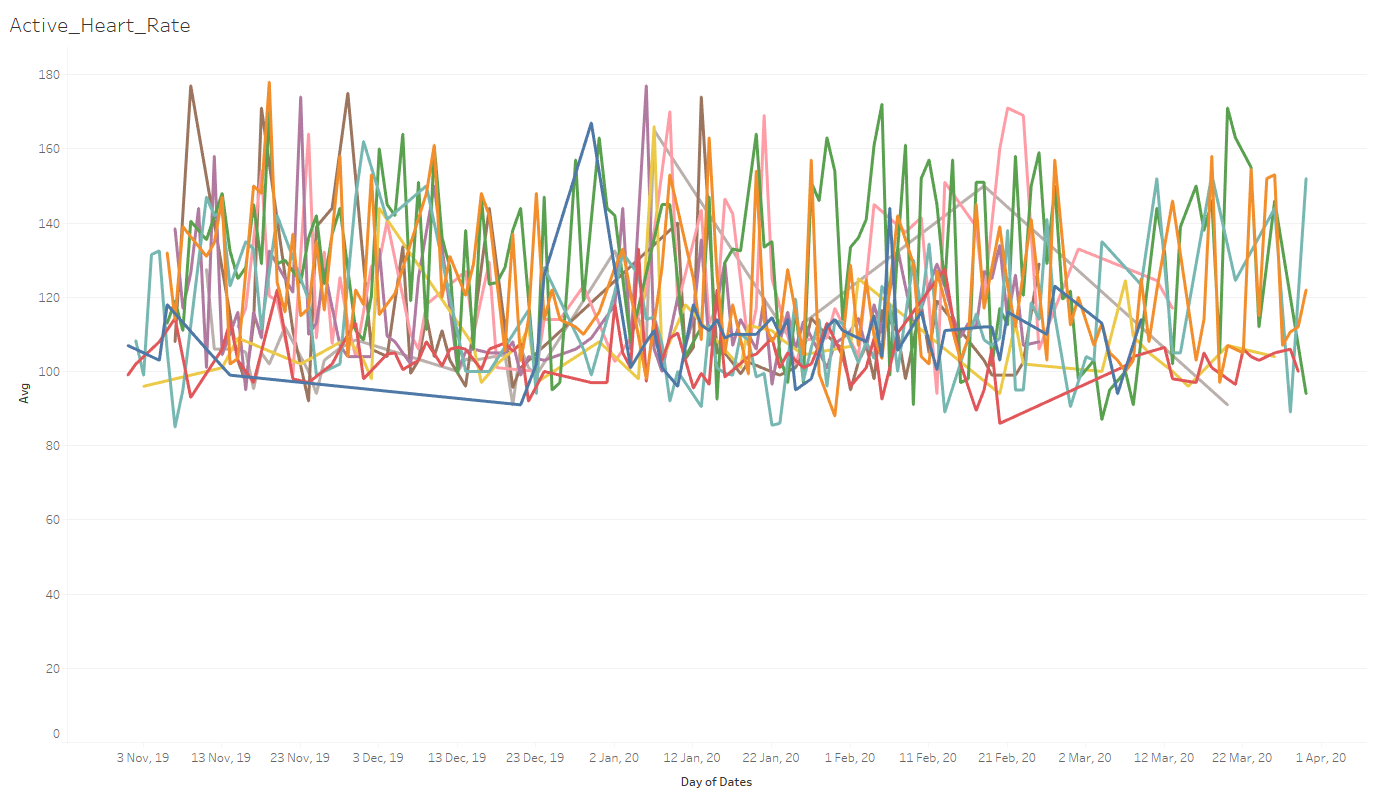 Active_Heart_Rate
180
160
140
120
100
80
60
40
20
0
Avg
3 Nov, 19 13 Nov, 19 23 Nov, 19 3 Dec, 19 13 Dec, 19 23 Dec, 19 2 Jan, 20 12 Jan, 20 22 Jan, 20 1 Feb, 20 11 Feb, 20 21 Feb, 20 2 Mar, 20 12 Mar, 20 22 Mar, 20 1 Apr, 20
Day of Dates